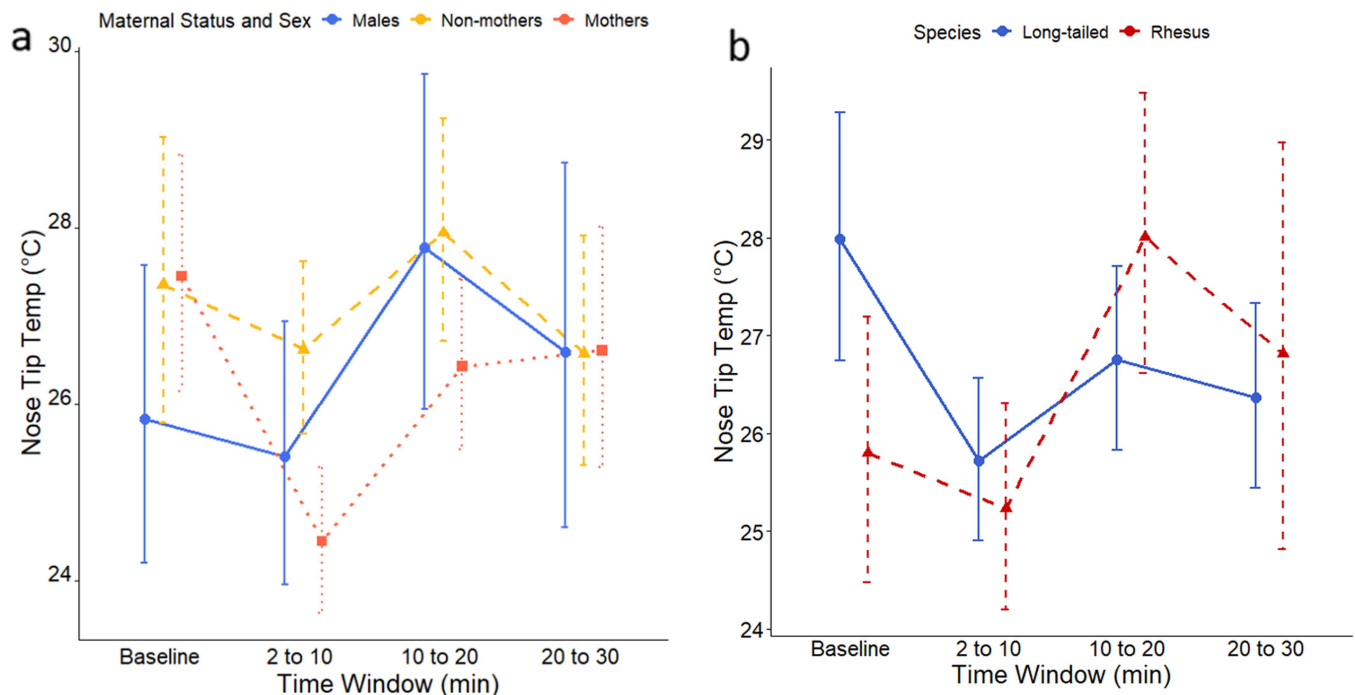 a
Maternal Status and Sex Males Non-mothers Mothers
30
28
26
24
Nose Tip Temp (°C)
Baseline 2 to 10 10 to 20 20 to 30
Time Window (min)
b
Species Long-tailed Rhesus
29
28
27
26
25
24
Nose Tip Temp (°C)
Baseline 2 to 10 10 to 20 20 to 30
Time Window (min)